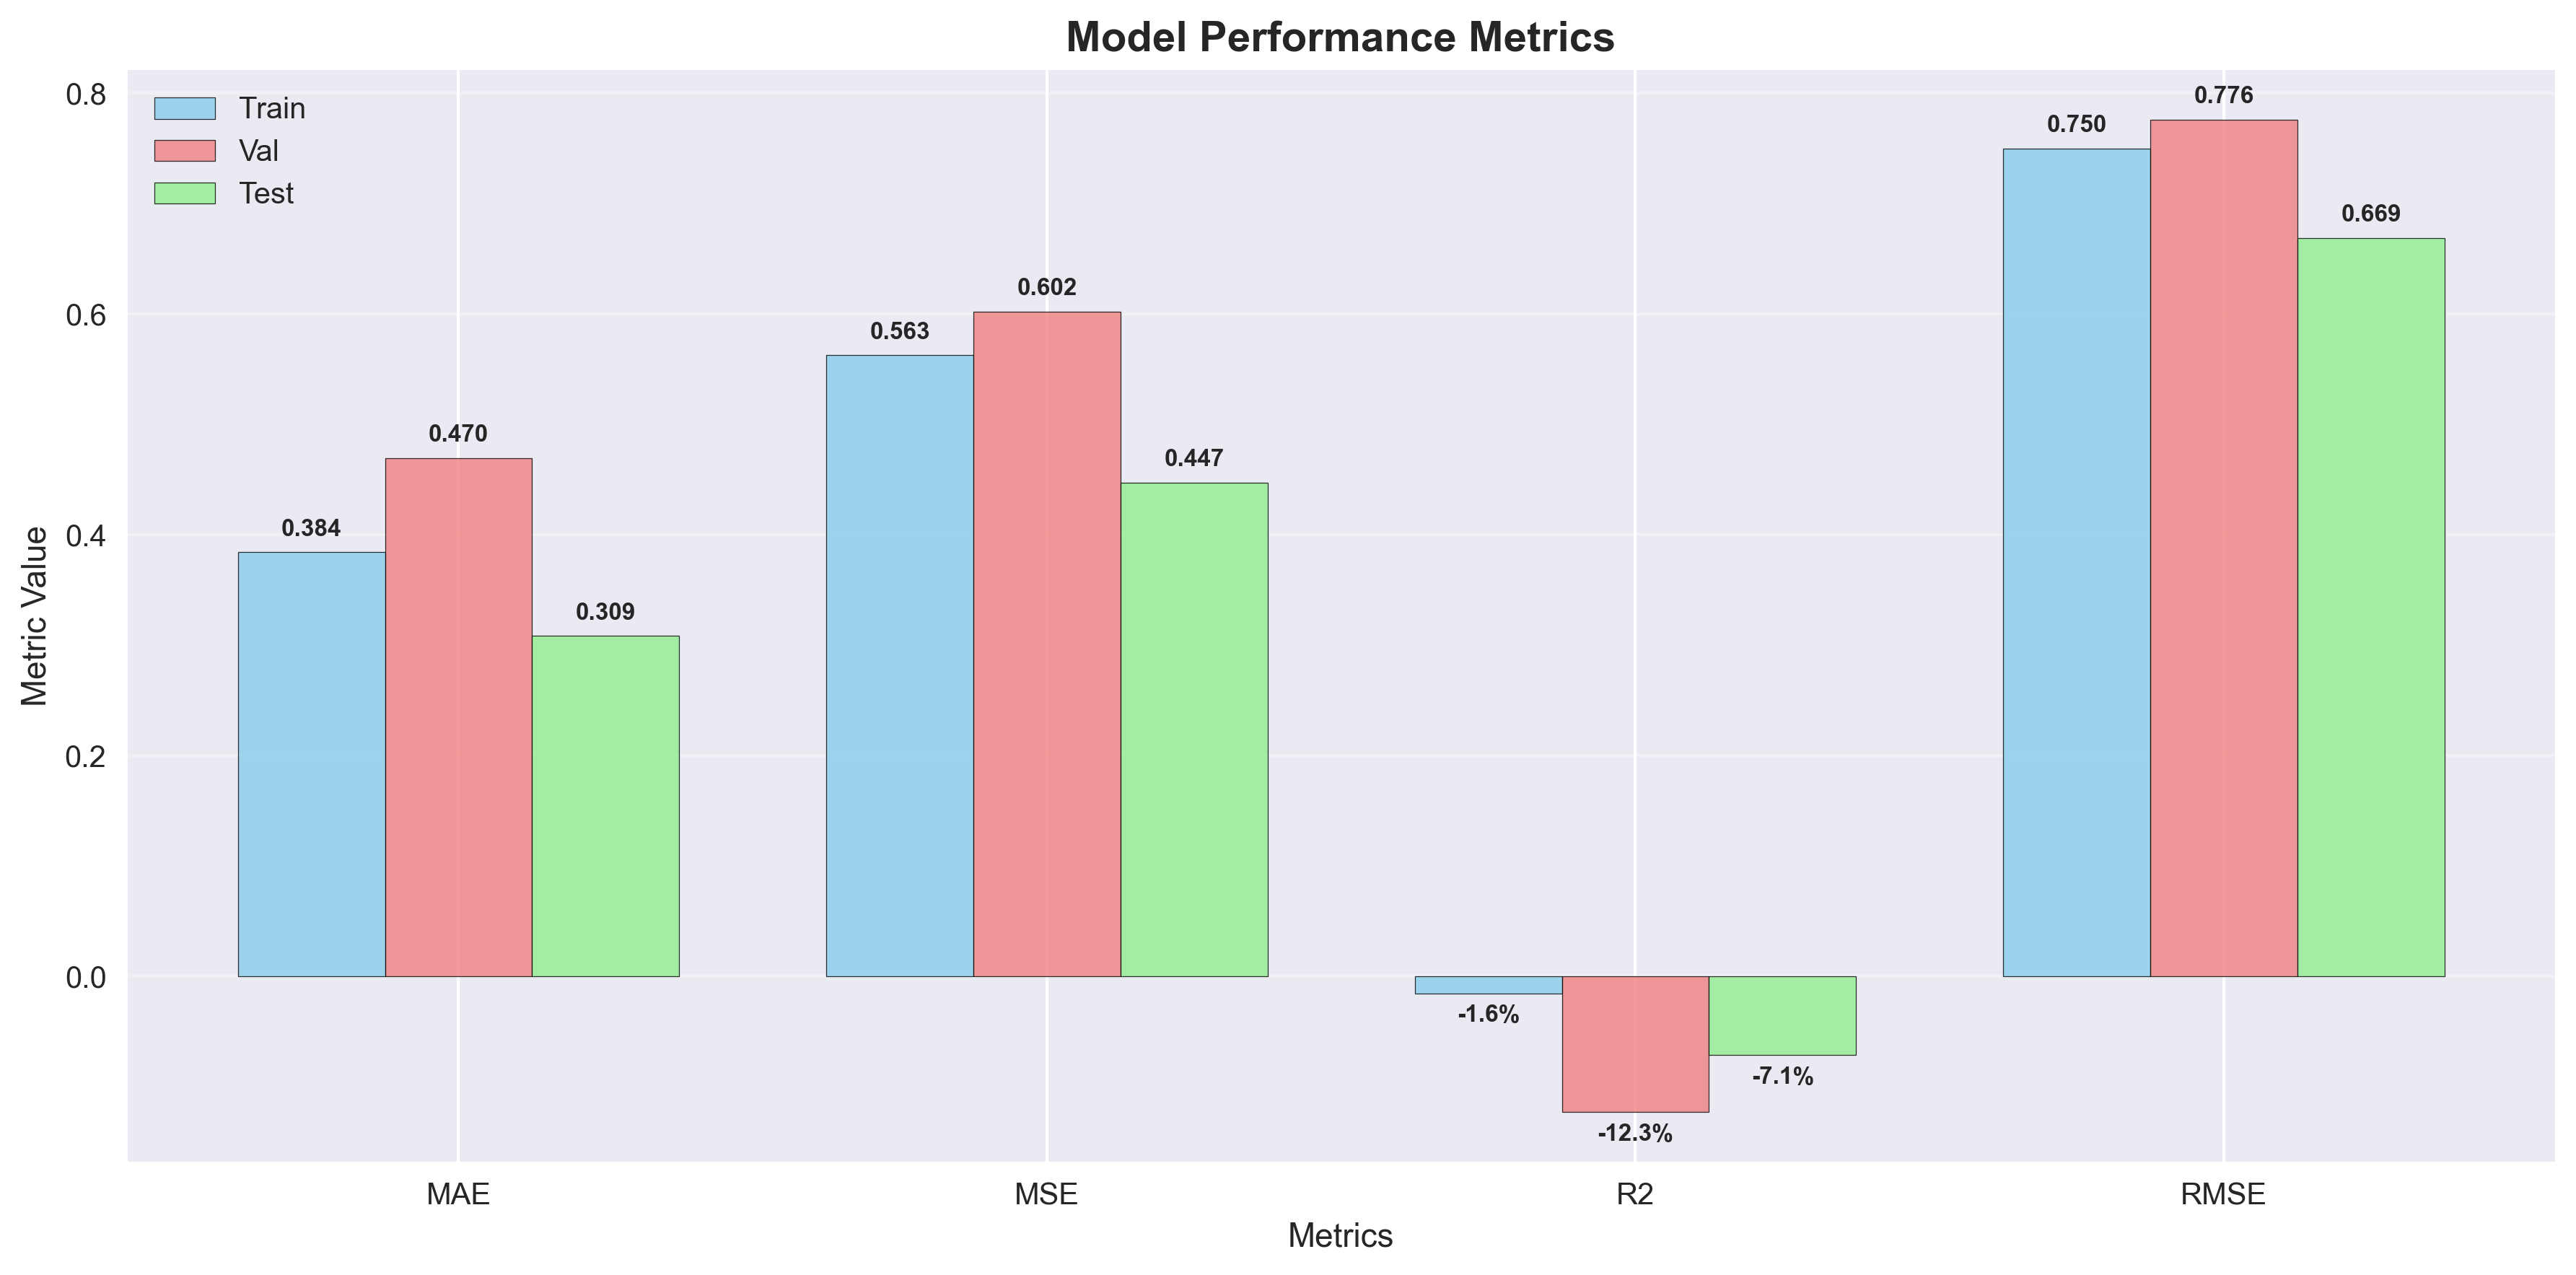 Model Performance Metrics
Train
Val
Test
Metric Value
0.8
0.6
0.4
0.2
0.0
0.384
0.470
0.309
0.563
0.602
0.447
-1.6%
-12.3%
-7.1%
0.750
0.776
0.669
MAE
MSE
R2
RMSE
Metrics